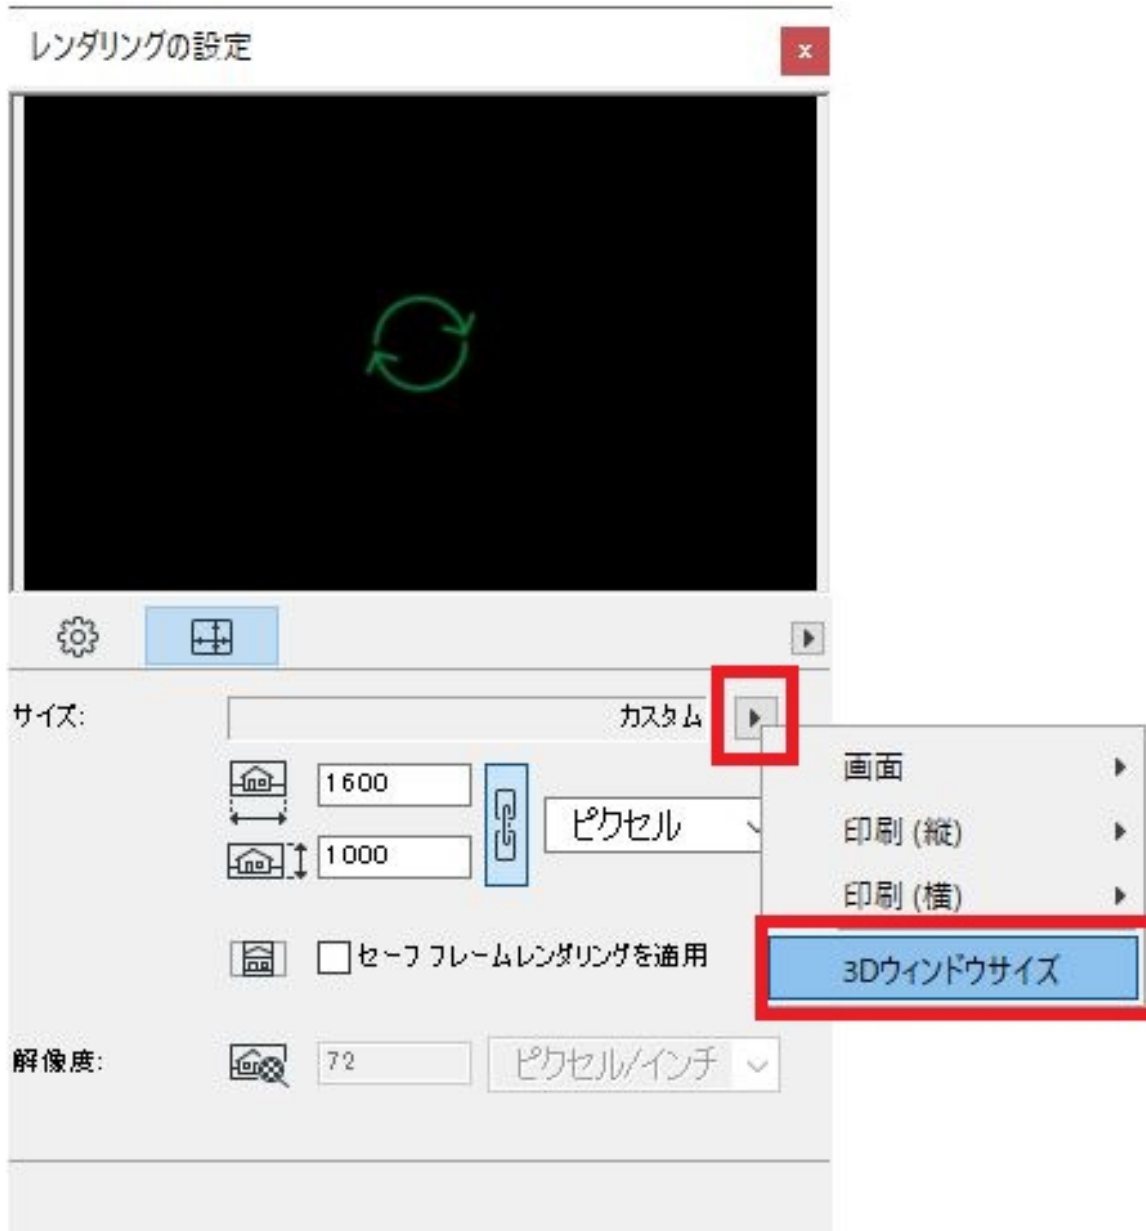 レンダリングの設定
x
サイズ:
カスタム
1600
1000
ピクセル
画面
印刷 (縦)
印刷 (横)
3Dウィンドウサイズ
セーフ フレームレンダリングを適用
解像度:
72
ピクセル/インチ